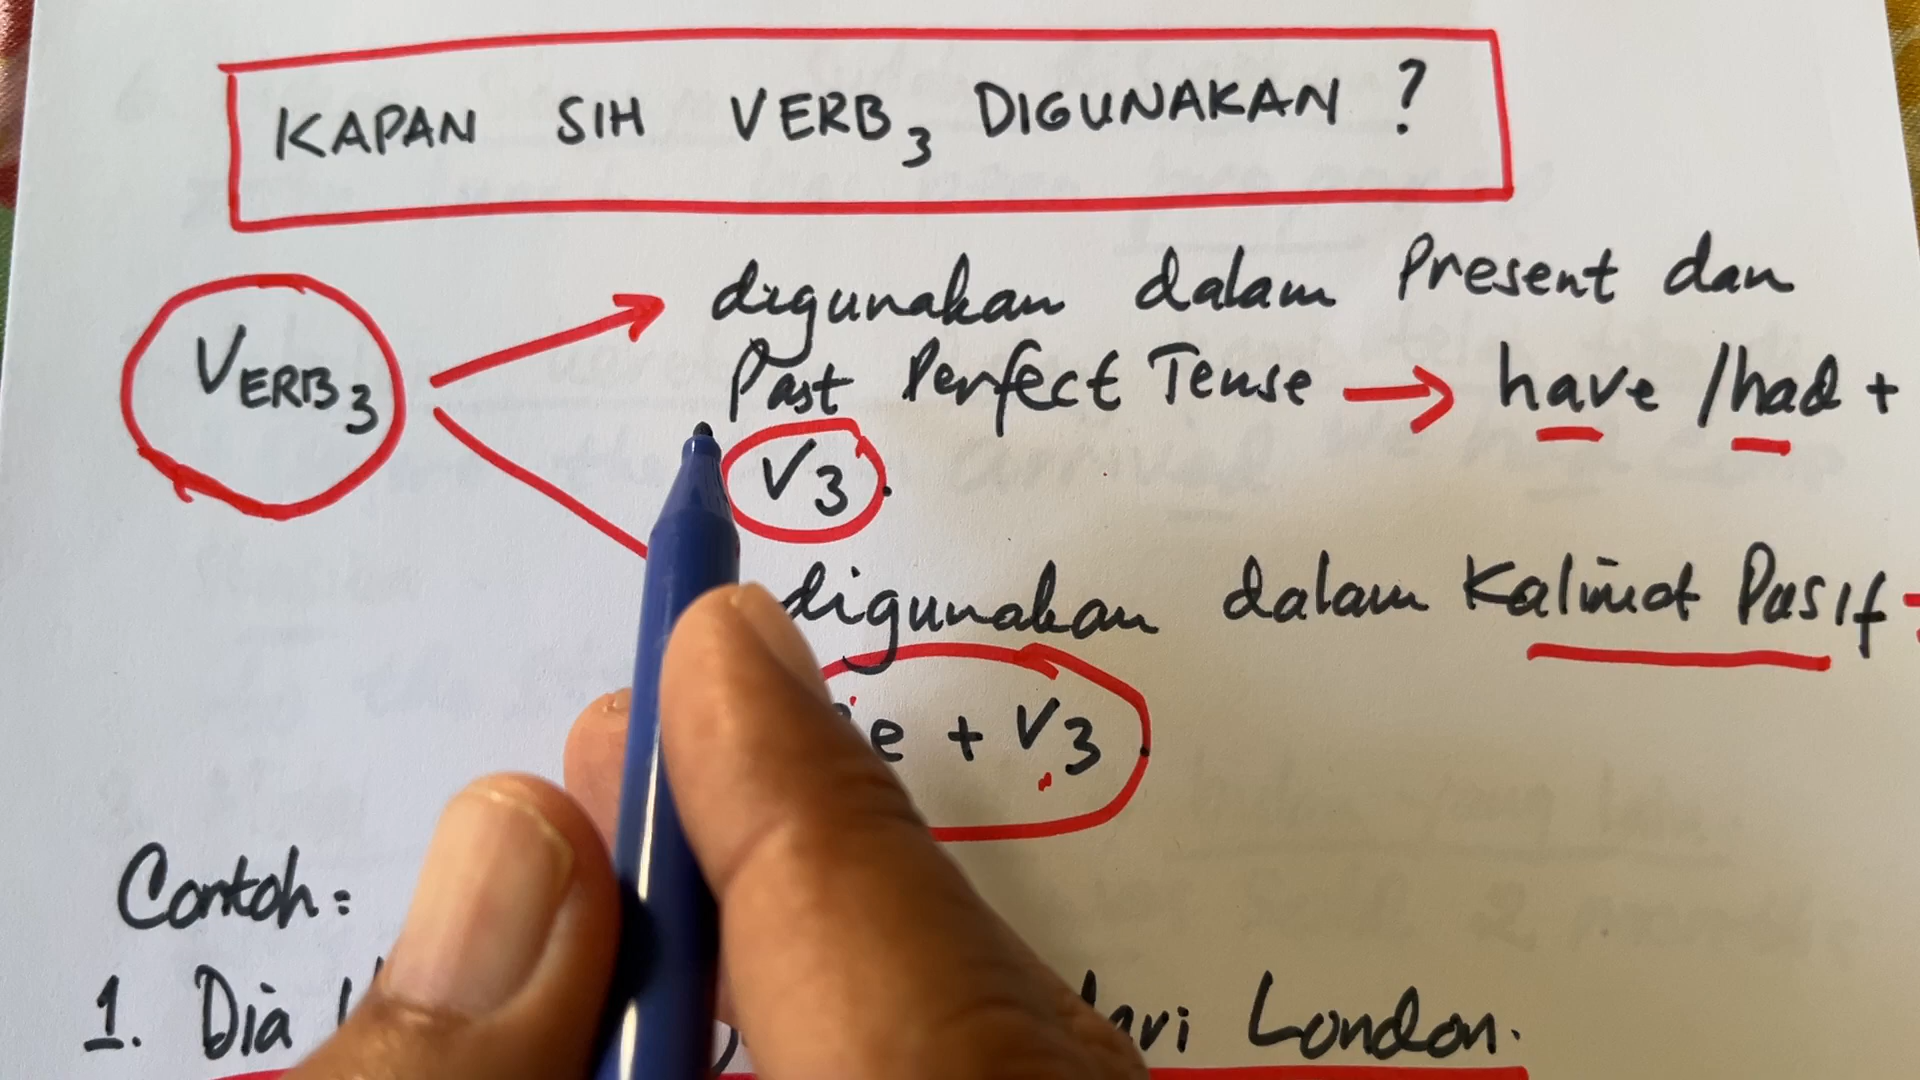 KAPAN SIH VERB3 DIGUNAKAN ?
VERB3
digunakan dalam Present dan
Past Perfect Tense → have /had +
V3.
digunakan dalam Kalimat Pasif →
e + V3
Contoh:
1. Dia London.